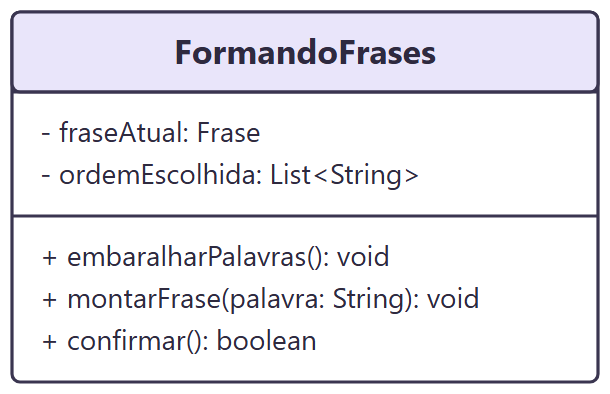 FormandoFrases
- fraseAtual: Frase
- ordemEscolhida: List<String>
+ embaralharPalavras(): void
+ montarFrase(palavra: String): void
+ confirmar(): boolean